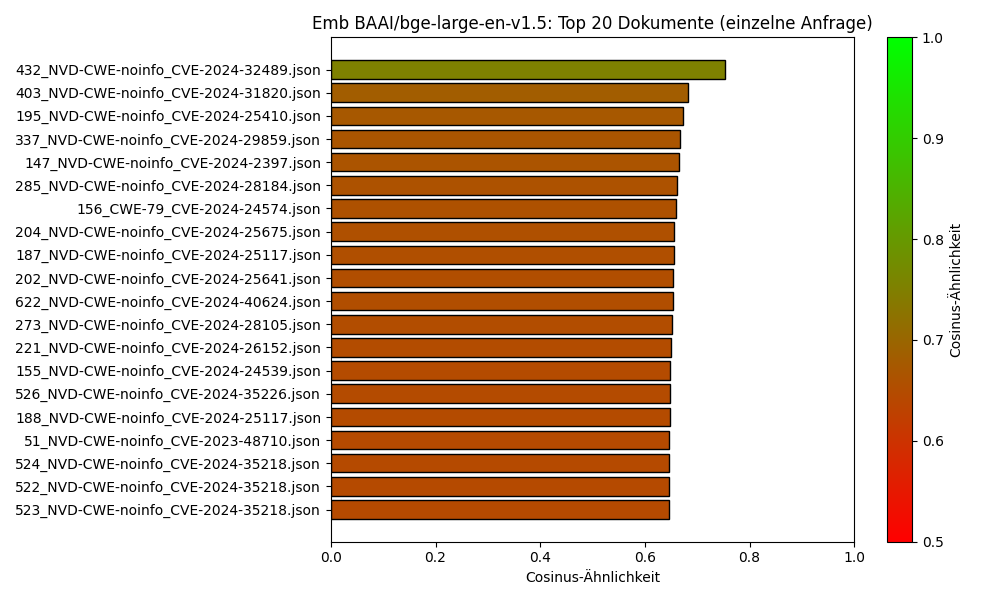 Emb BAAI/bge-large-en-v1.5: Top 20 Dokumente (einzelne Anfrage)
432_NVD-CWE-noinfo_CVE-2024-32489.json
403_NVD-CWE-noinfo_CVE-2024-31820.json
195_NVD-CWE-noinfo_CVE-2024-25410.json
337_NVD-CWE-noinfo_CVE-2024-29859.json
147_NVD-CWE-noinfo_CVE-2024-2397.json
285_NVD-CWE-noinfo_CVE-2024-28184.json
156_CWE-79_CVE-2024-24574.json
204_NVD-CWE-noinfo_CVE-2024-25675.json
187_NVD-CWE-noinfo_CVE-2024-25117.json
202_NVD-CWE-noinfo_CVE-2024-25641.json
622_NVD-CWE-noinfo_CVE-2024-40624.json
273_NVD-CWE-noinfo_CVE-2024-28105.json
221_NVD-CWE-noinfo_CVE-2024-26152.json
155_NVD-CWE-noinfo_CVE-2024-24539.json
526_NVD-CWE-noinfo_CVE-2024-35226.json
188_NVD-CWE-noinfo_CVE-2024-25117.json
51_NVD-CWE-noinfo_CVE-2023-48710.json
524_NVD-CWE-noinfo_CVE-2024-35218.json
522_NVD-CWE-noinfo_CVE-2024-35218.json
523_NVD-CWE-noinfo_CVE-2024-35218.json
0.0 0.2 0.4 0.6 0.8 1.0
Cosinus-Ähnlichkeit
1.0
0.9
0.8
0.7
0.6
0.5
Cosinus-Ähnlichkeit